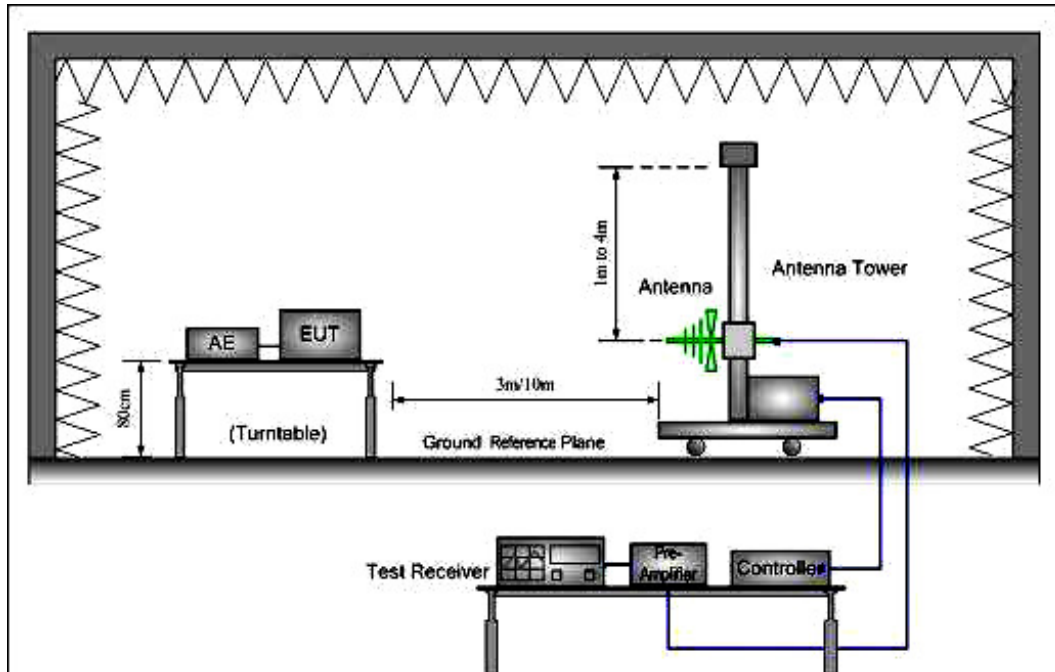 1m to 4m
Antenna
Antenna Tower
AE
EUT
80cm
3m/10m
(Turntable)
Ground Reference Plane
Test Receiver
Pre-
Amplifier
Controller